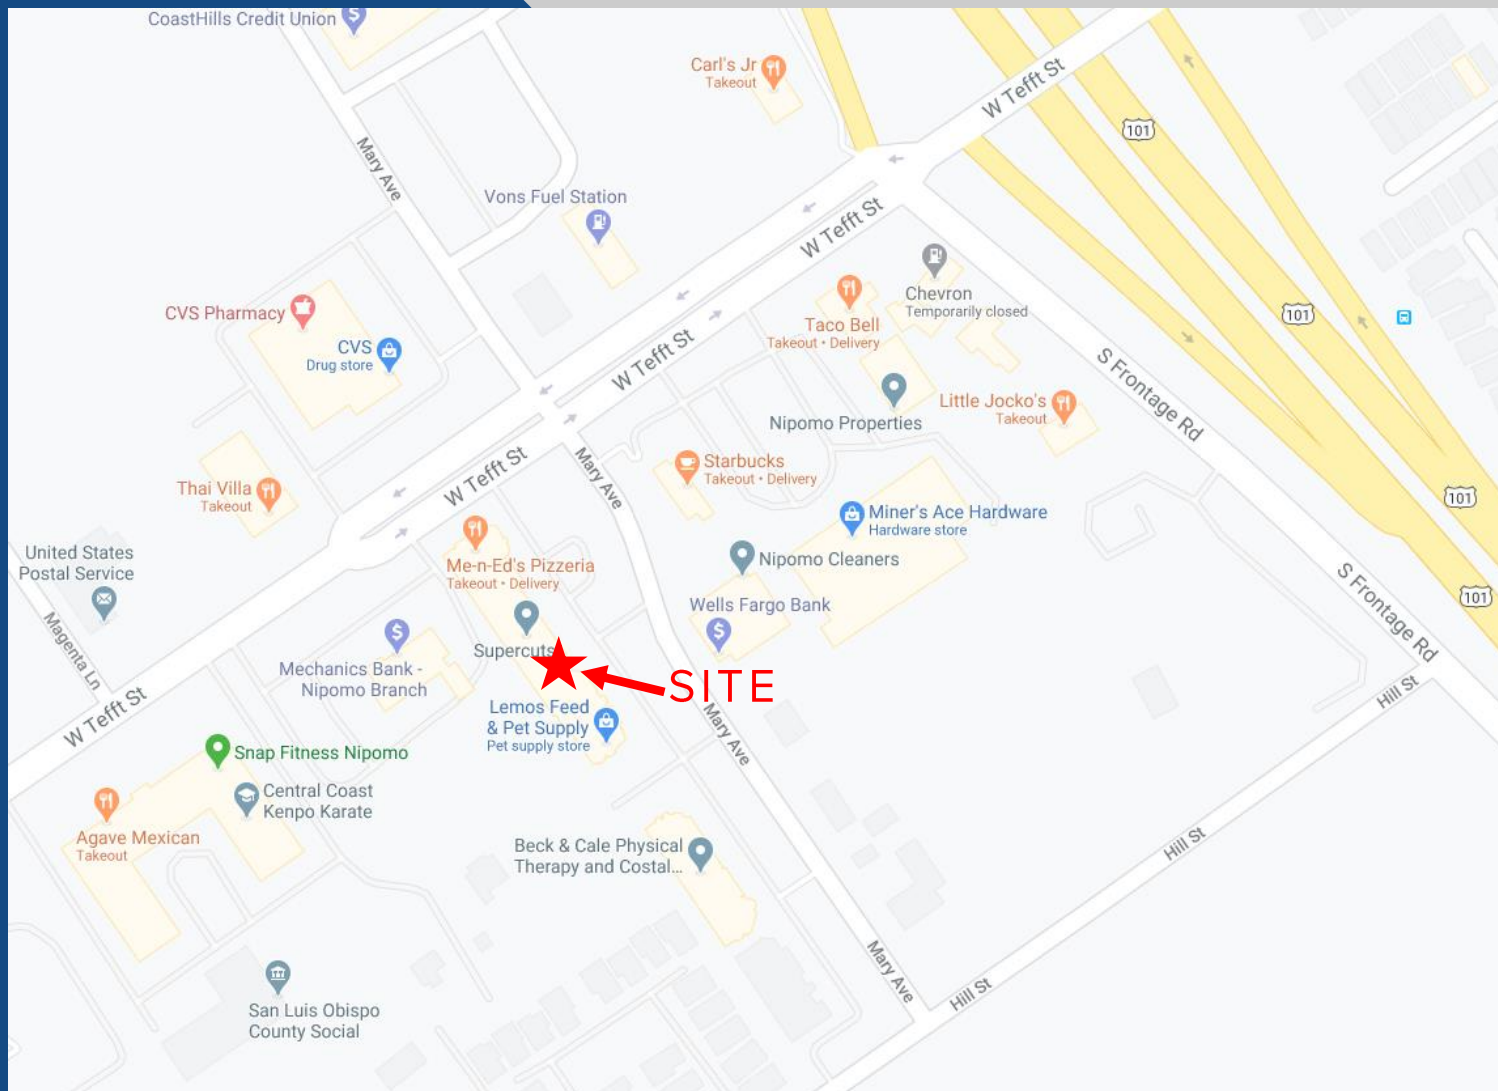 CoastHills Credit Union
Carl's Jr
Takeout
W Tefft St
101
Mary Ave
Vons Fuel Station
W Tefft St
Chevron
Temporarily closed
CVS Pharmacy
Taco Bell
Takeout • Delivery
101
CVS
Drug store
W Tefft St
S Frontage Rd
Nipomo Properties
Little Jocko's
Takeout
Starbucks
Takeout • Delivery
W Tefft St
Mary Ave
Thai Villa
Takeout
101
Miner's Ace Hardware
Hardware store
United States
Postal Service
Me-n-Ed's Pizzeria
Takeout • Delivery
Nipomo Cleaners
101
Wells Fargo Bank
S Frontage Rd
Magenta Ln
Supercuts
Mechanics Bank -
Nipomo Branch
SITE
Hill St
W Tefft St
Lemos Feed
& Pet Supply
Pet supply store
Mary Ave
Snap Fitness Nipomo
Central Coast
Kenpo Karate
Agave Mexican
Takeout
Beck & Cale Physical
Therapy and Costal...
Hill St
Mary Ave
Hill St
San Luis Obispo
County Social